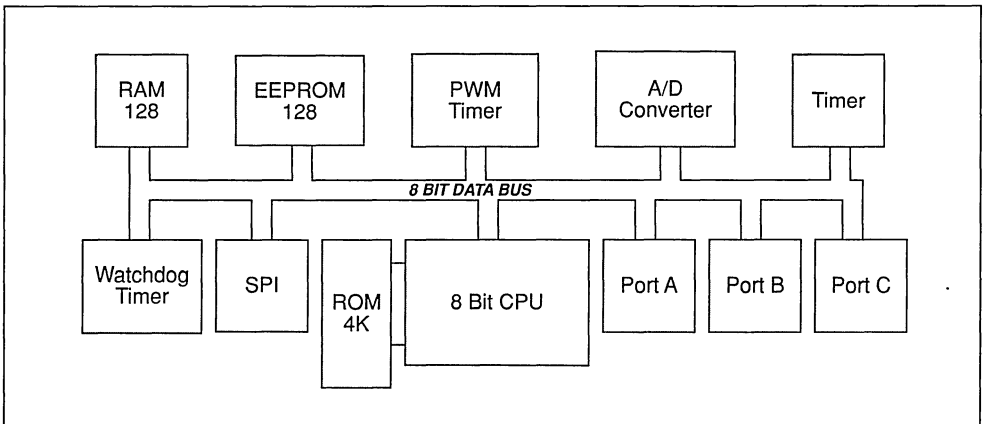 RAM
128
EEPROM
128
PWM
Timer
A/D
Converter
Timer
8 BIT DATA BUS
Watchdog
Timer
SPI
ROM
4K
8 Bit CPU
Port A
Port B
Port C